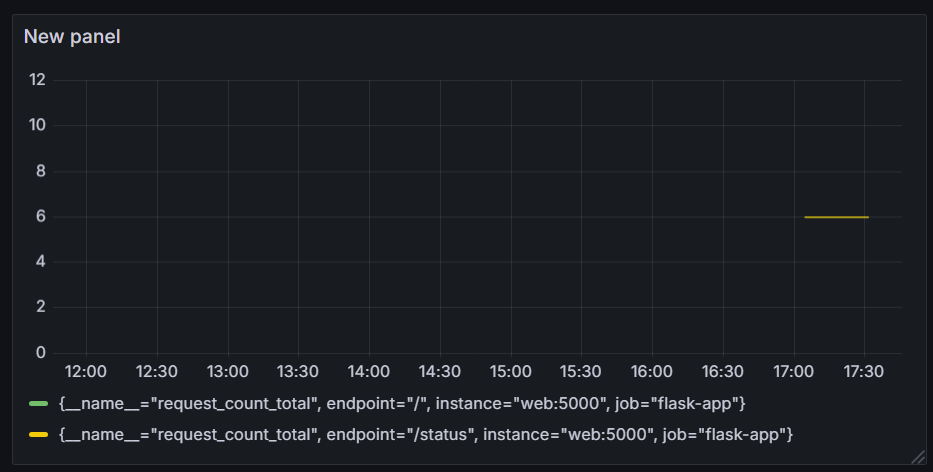 New panel
12
10
8
6
4
2
0
12:00 12:30 13:00 13:30 14:00 14:30 15:00 15:30 16:00 16:30 17:00 17:30
{__name__="request_count_total", endpoint="/", instance="web:5000", job="flask-app"}
{__name__="request_count_total", endpoint="/status", instance="web:5000", job="flask-app"}